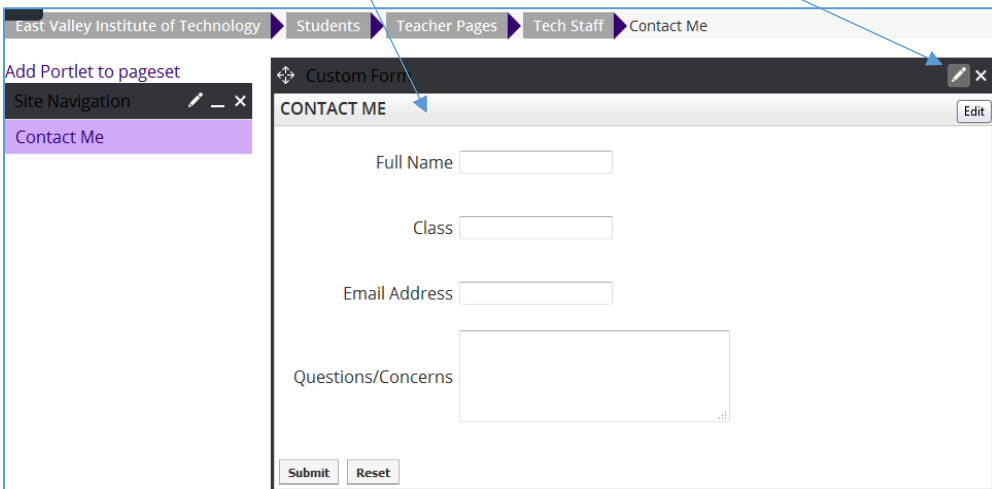 East Valley Institute of Technology Students Teacher Pages Tech Staff Contact Me
Add Portlet to pageset
Site Navigation
Contact Me
Custom Form
CONTACT ME
Edit
Full Name
Class
Email Address
Questions/Concerns
Submit Reset